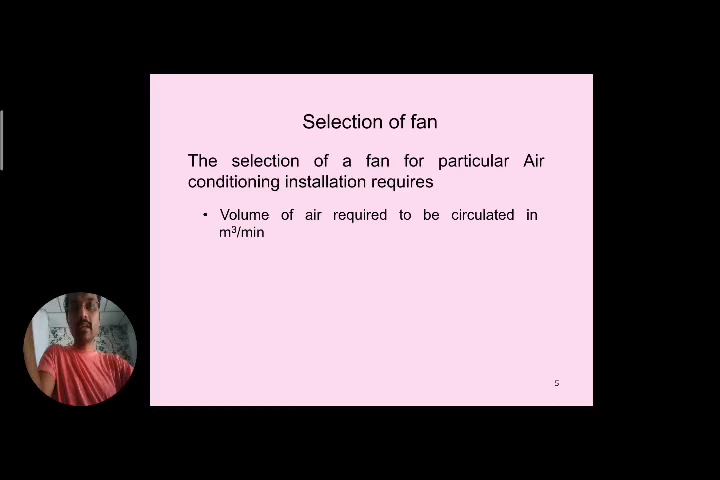 Selection of fan
The selection of a fan for particular Air
conditioning installation requires
• Volume of air required to be circulated in
m³/min
5